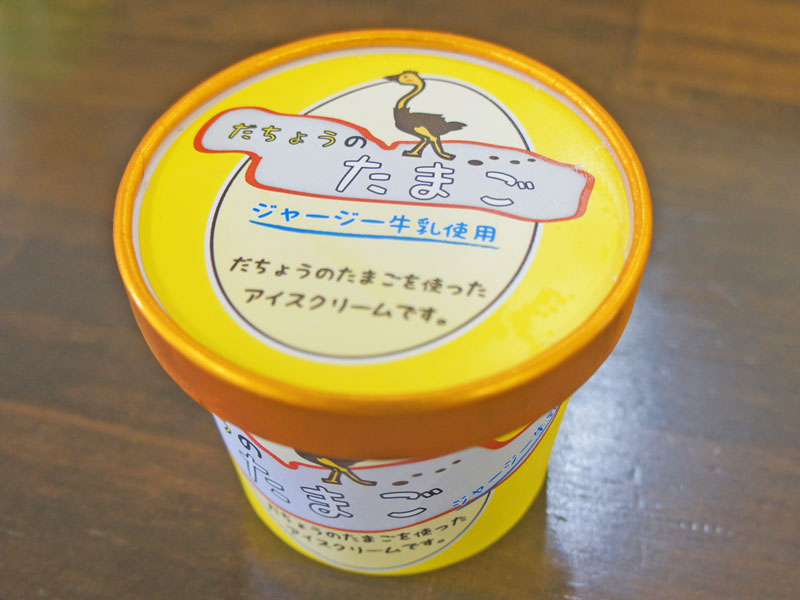 だちょうの
たまご
ジャージー牛乳使用
だちょうのたまごを使った
アイスクリームです。
の
たまご
ジャージー牛
だちょうのたまごを使った
アイスクリームです。